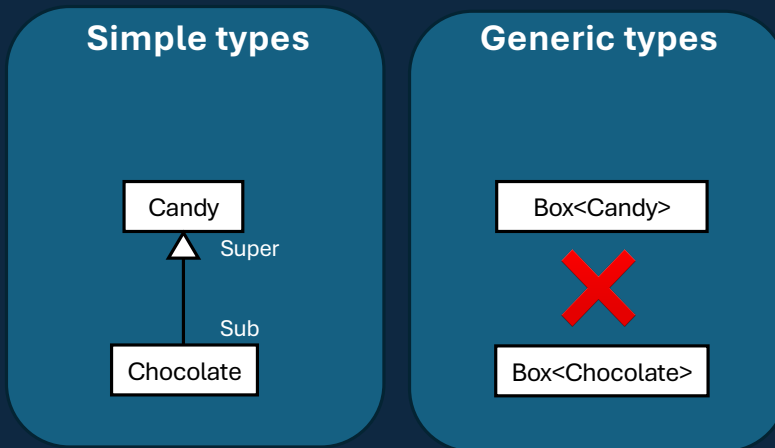 Simple types
Candy
Super
Sub
Chocolate
Generic types
Box<Candy>
Box<Chocolate>